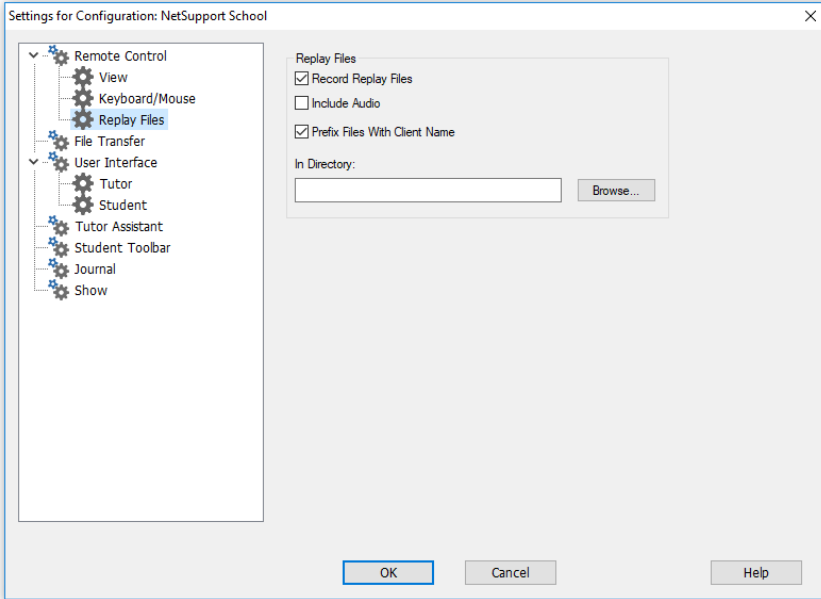 Settings for Configuration: NetSupport School
Remote Control
View
Keyboard/Mouse
Replay Files
File Transfer
User Interface
Tutor
Student
Tutor Assistant
Student Toolbar
Journal
Show
Replay Files
Record Replay Files
Include Audio
Prefix Files With Client Name
In Directory:
Browse...
OK
Cancel
Help